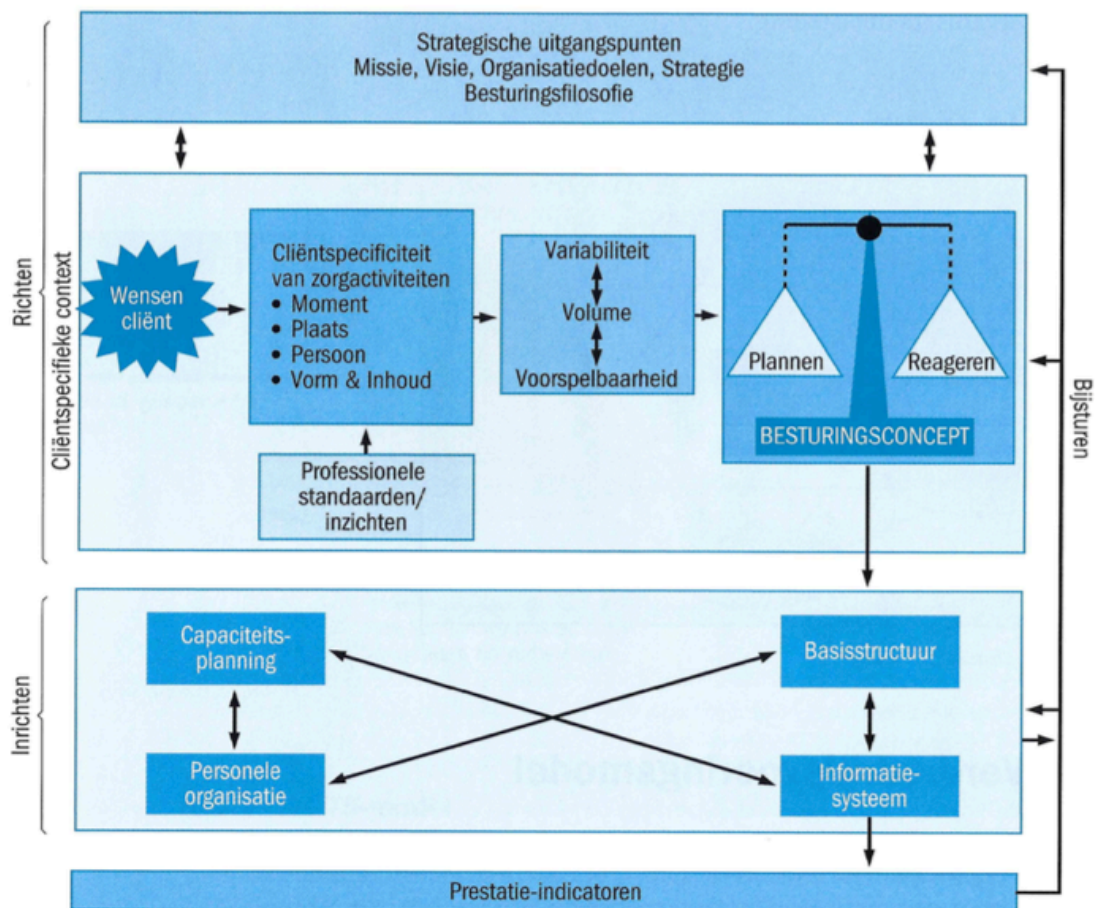 Strategische uitgangspunten
Missie, Visie, Organisatiedoelen, Strategie
Besturingsfilosofie
Richten
Cliëntspecifieke context
Wensen
cliënt
Cliëntspecificiteit
van zorgactiviteiten
• Moment
• Plaats
• Persoon
• Vorm & Inhoud
Professionele
standaarden/
inzichten
Variabiliteit
Volume
Voorspelbaarheid
Plannen
Reageren
BESTURINGSCONCEPT
Bijsturen
Inrichten
Capaciteits-
planning
Basisstructuur
Personele
organisatie
Informatie-
systeem
Prestatie-indicatoren